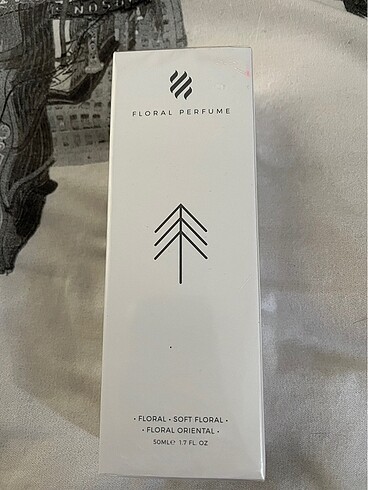 FLORAL PERFUME
• FLORAL • SOFT FLORAL •
• FLORAL ORIENTAL •
50ML℮ 1.7 FL. OZ